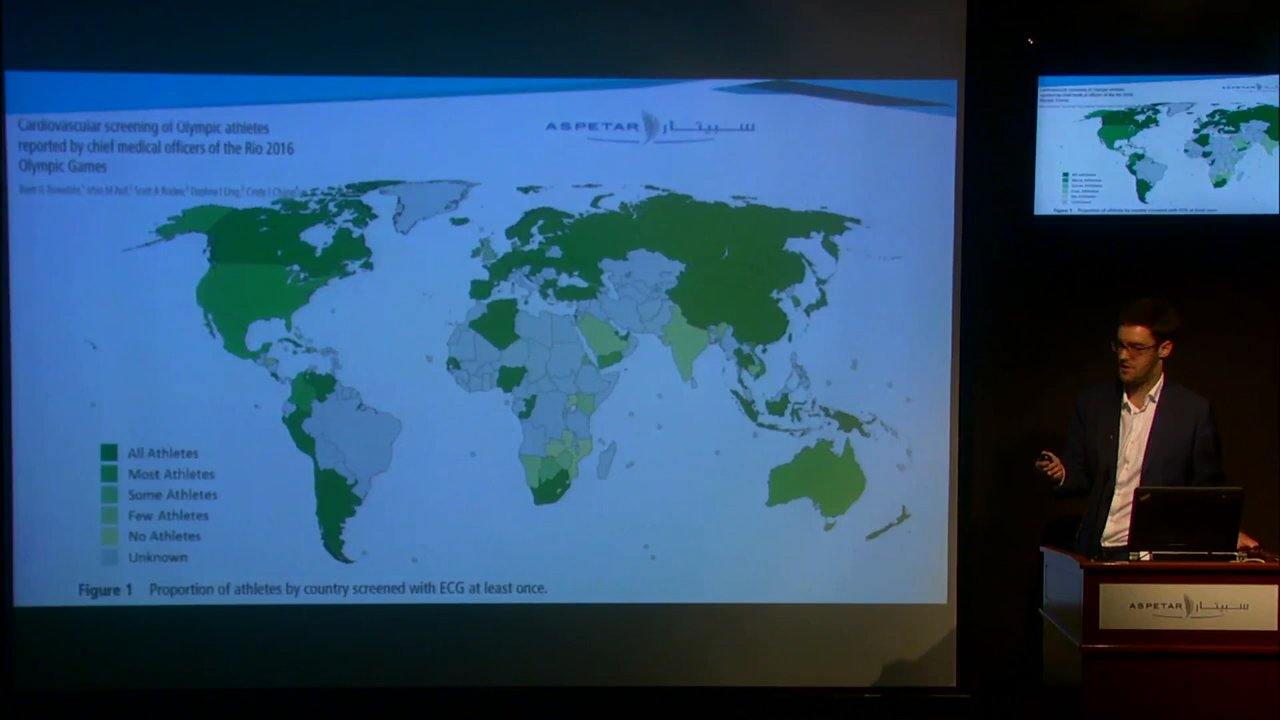 Cardiovascular screening of Olympic athletes
reported by chief medical officers of the Rio 2016
Olympic Games
ASPETAR سبيتار
All Athletes
Most Athletes
Some Athletes
Few Athletes
No Athletes
Unknown
Figure 1 Proportion of athletes by country screened with ECG at least once.
ASPETAR سبيتار